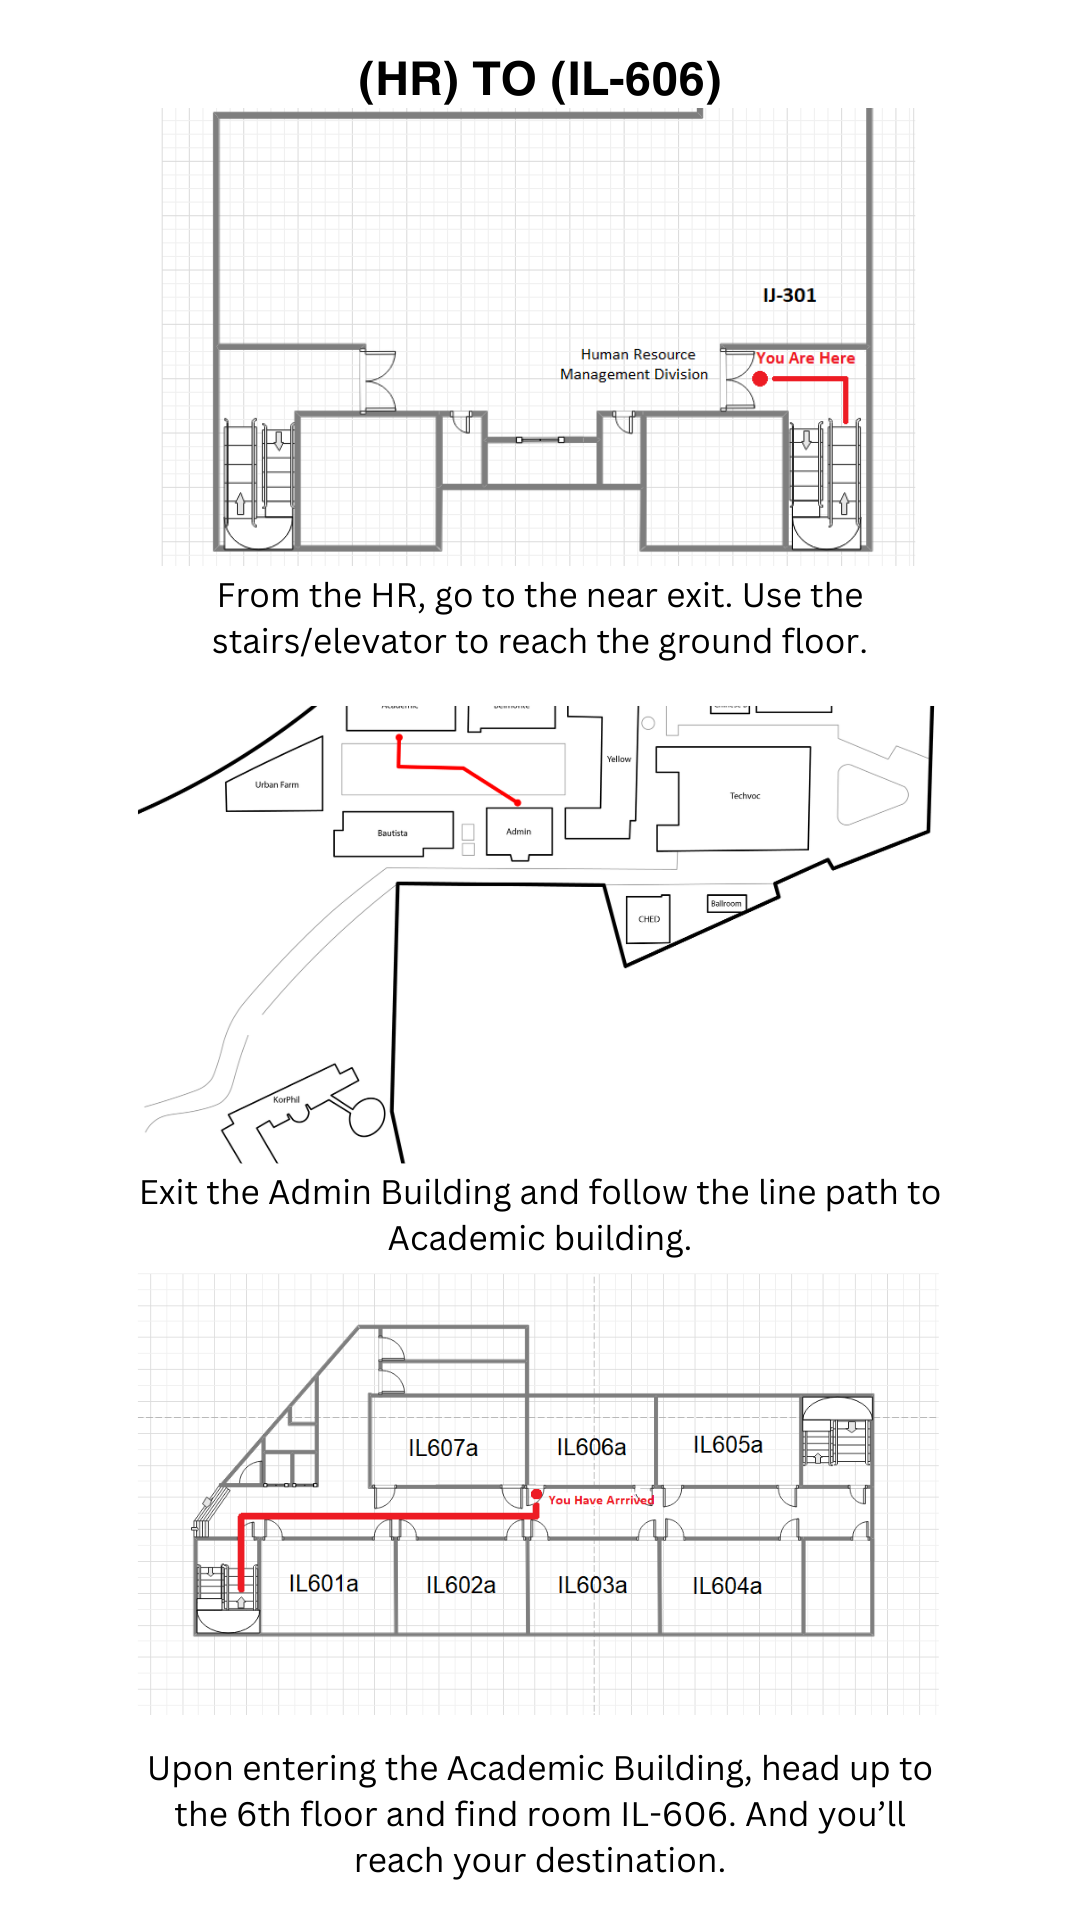 (HR) TO (IL-606)
IJ-301
Human Resource
Management Division
You Are Here
From the HR, go to the near exit. Use the
stairs/elevator to reach the ground floor.
Academic
Belmonte
Yellow
Urban Farm
Techvoc
Bautista
Admin
CHED
Ballroom
KorPhil
Exit the Admin Building and follow the line path to
Academic building.
IL607a
IL606a
IL605a
You Have Arrrived
IL601a
IL602a
IL603a
IL604a
Upon entering the Academic Building, head up to
the 6th floor and find room IL-606. And you’ll
reach your destination.